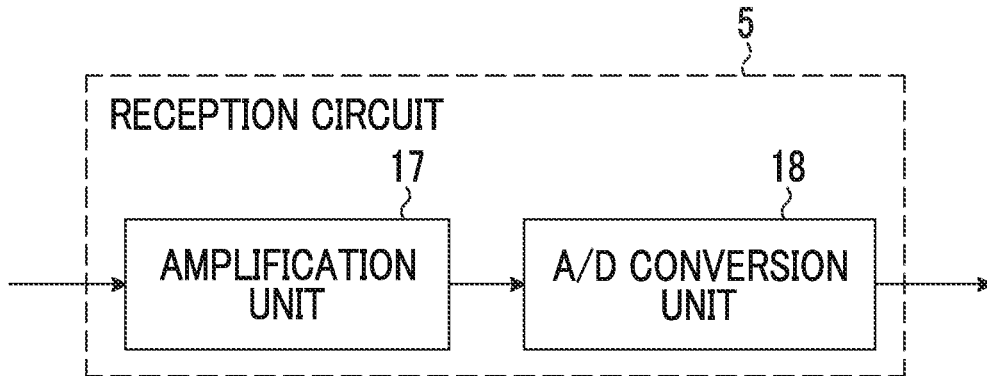 5
RECEPTION CIRCUIT
17
18
AMPLIFICATION
UNIT
A/D CONVERSION
UNIT